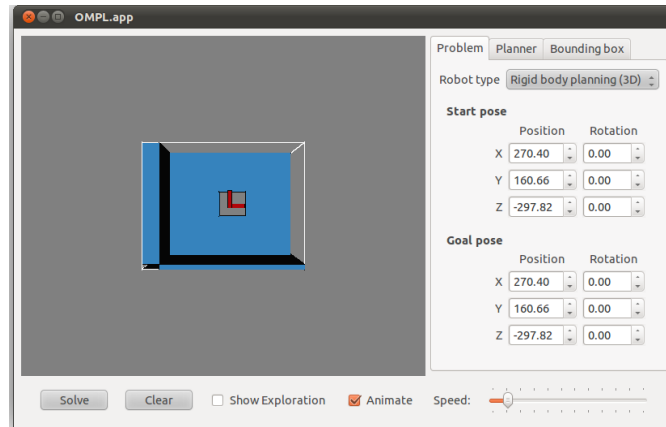 OMPL.app
Problem Planner Bounding box
Robot type Rigid body planning (3D)
Start pose
Position Rotation
X 270.40 0.00
Y 160.66 0.00
Z -297.82 0.00
Goal pose
Position Rotation
X 270.40 0.00
Y 160.66 0.00
Z -297.82 0.00
Solve Clear Show Exploration Animate Speed: